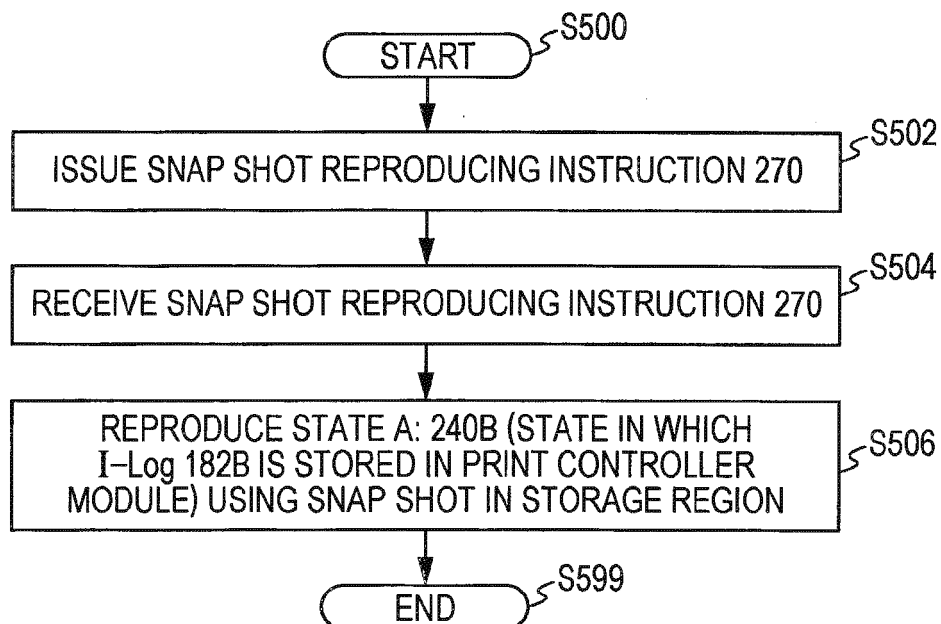 START
S500
ISSUE SNAP SHOT REPRODUCING INSTRUCTION 270
S502
RECEIVE SNAP SHOT REPRODUCING INSTRUCTION 270
S504
REPRODUCE STATE A: 240B (STATE IN WHICH
I-Log 182B IS STORED IN PRINT CONTROLLER
MODULE) USING SNAP SHOT IN STORAGE REGION
S506
END
S599